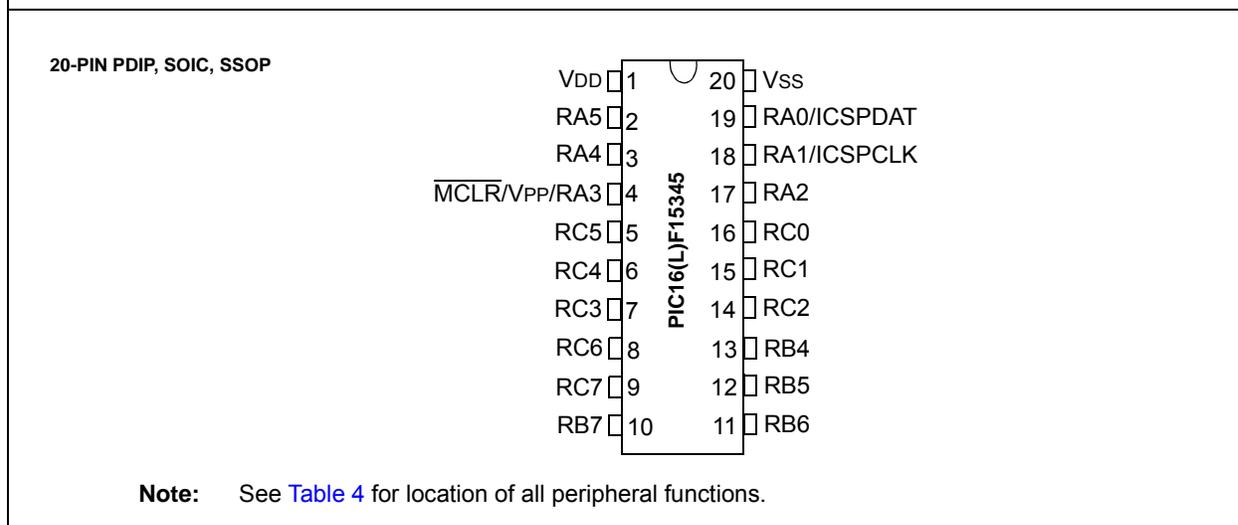 20-PIN PDIP, SOIC, SSOP
VDD 1 20 VSS
RA5 2 19 RA0/ICSPDAT
RA4 3 18 RA1/ICSPCLK
MCLR/VPP/RA3 4 17 RA2
RC5 5 16 RC0
RC4 6 15 RC1
RC3 7 14 RC2
RC6 8 13 RB4
RC7 9 12 RB5
RB7 10 11 RB6
PIC16(L)F15345
Note: See Table 4 for location of all peripheral functions.